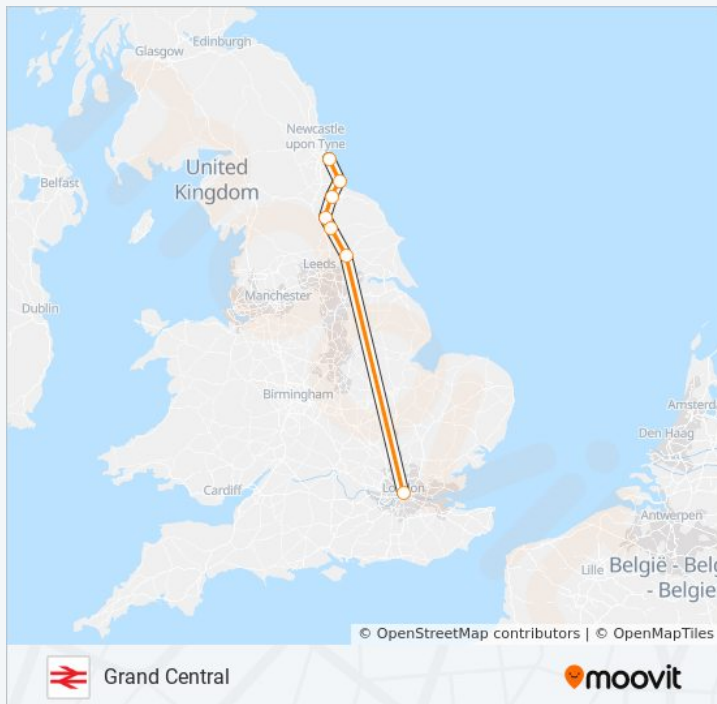 Glasgow
Edinburgh
Newcastle
upon Tyne
United
Kingdom
Belfast
Leeds
Dublin
Manchester
Birmingham
Amsterda
Den Haag
Cardiff
London
Antwerpen
Lille
België - Belg
- Belgie
© OpenStreetMap contributors | © OpenMapTiles
Grand Central
moovit